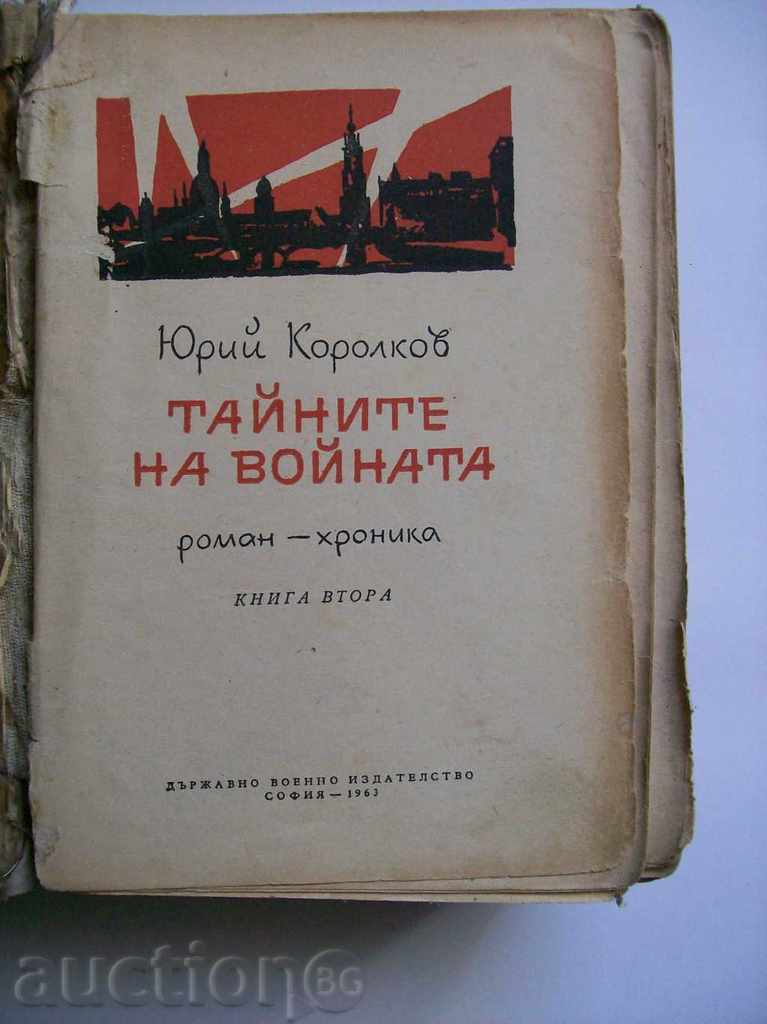 Юрий Королков
ТАЙНИТЕ
НА ВОЙНАТА
роман — хроника
КНИГА ВТОРА
ДЪРЖАВНО ВОЕННО ИЗДАТЕЛСТВО
СОФИЯ — 1963
auction BG